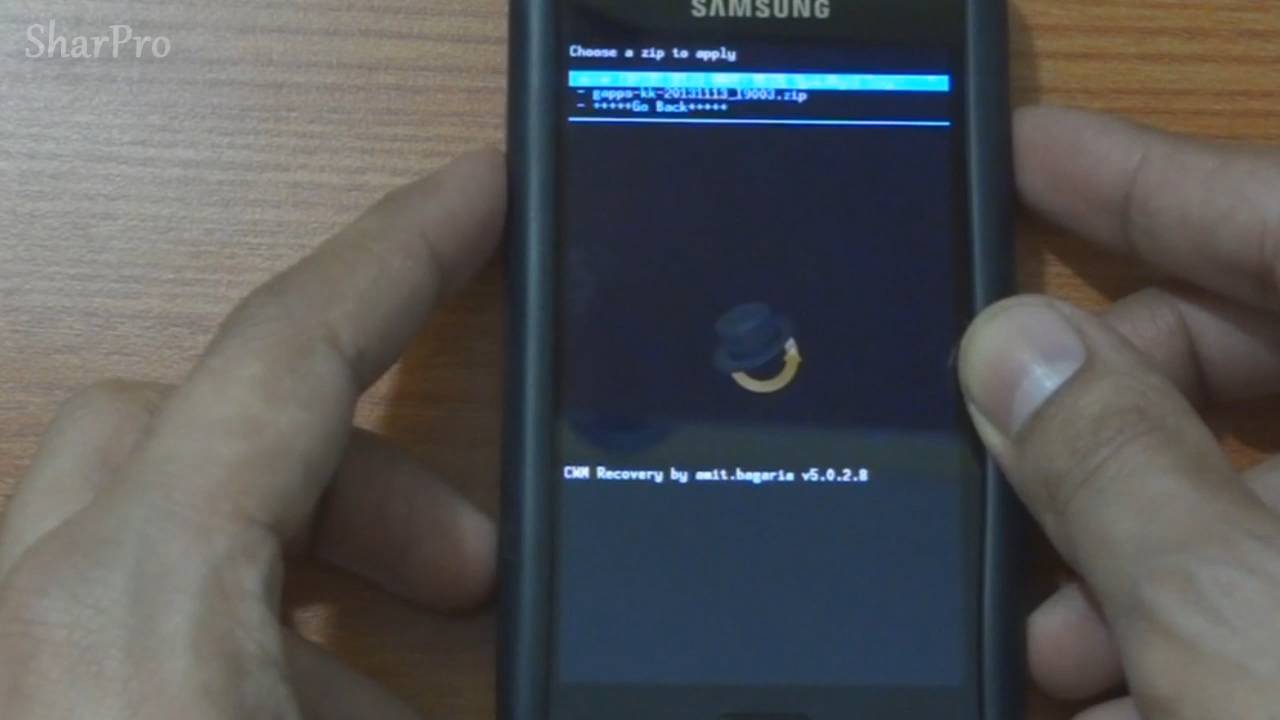 SharPro
SAMSUNG
Choose a zip to apply
- gapps-kk-20131113_I9003.zip
- +++++Go Back+++++
CWM Recovery by amit.bagaria v5.0.2.8